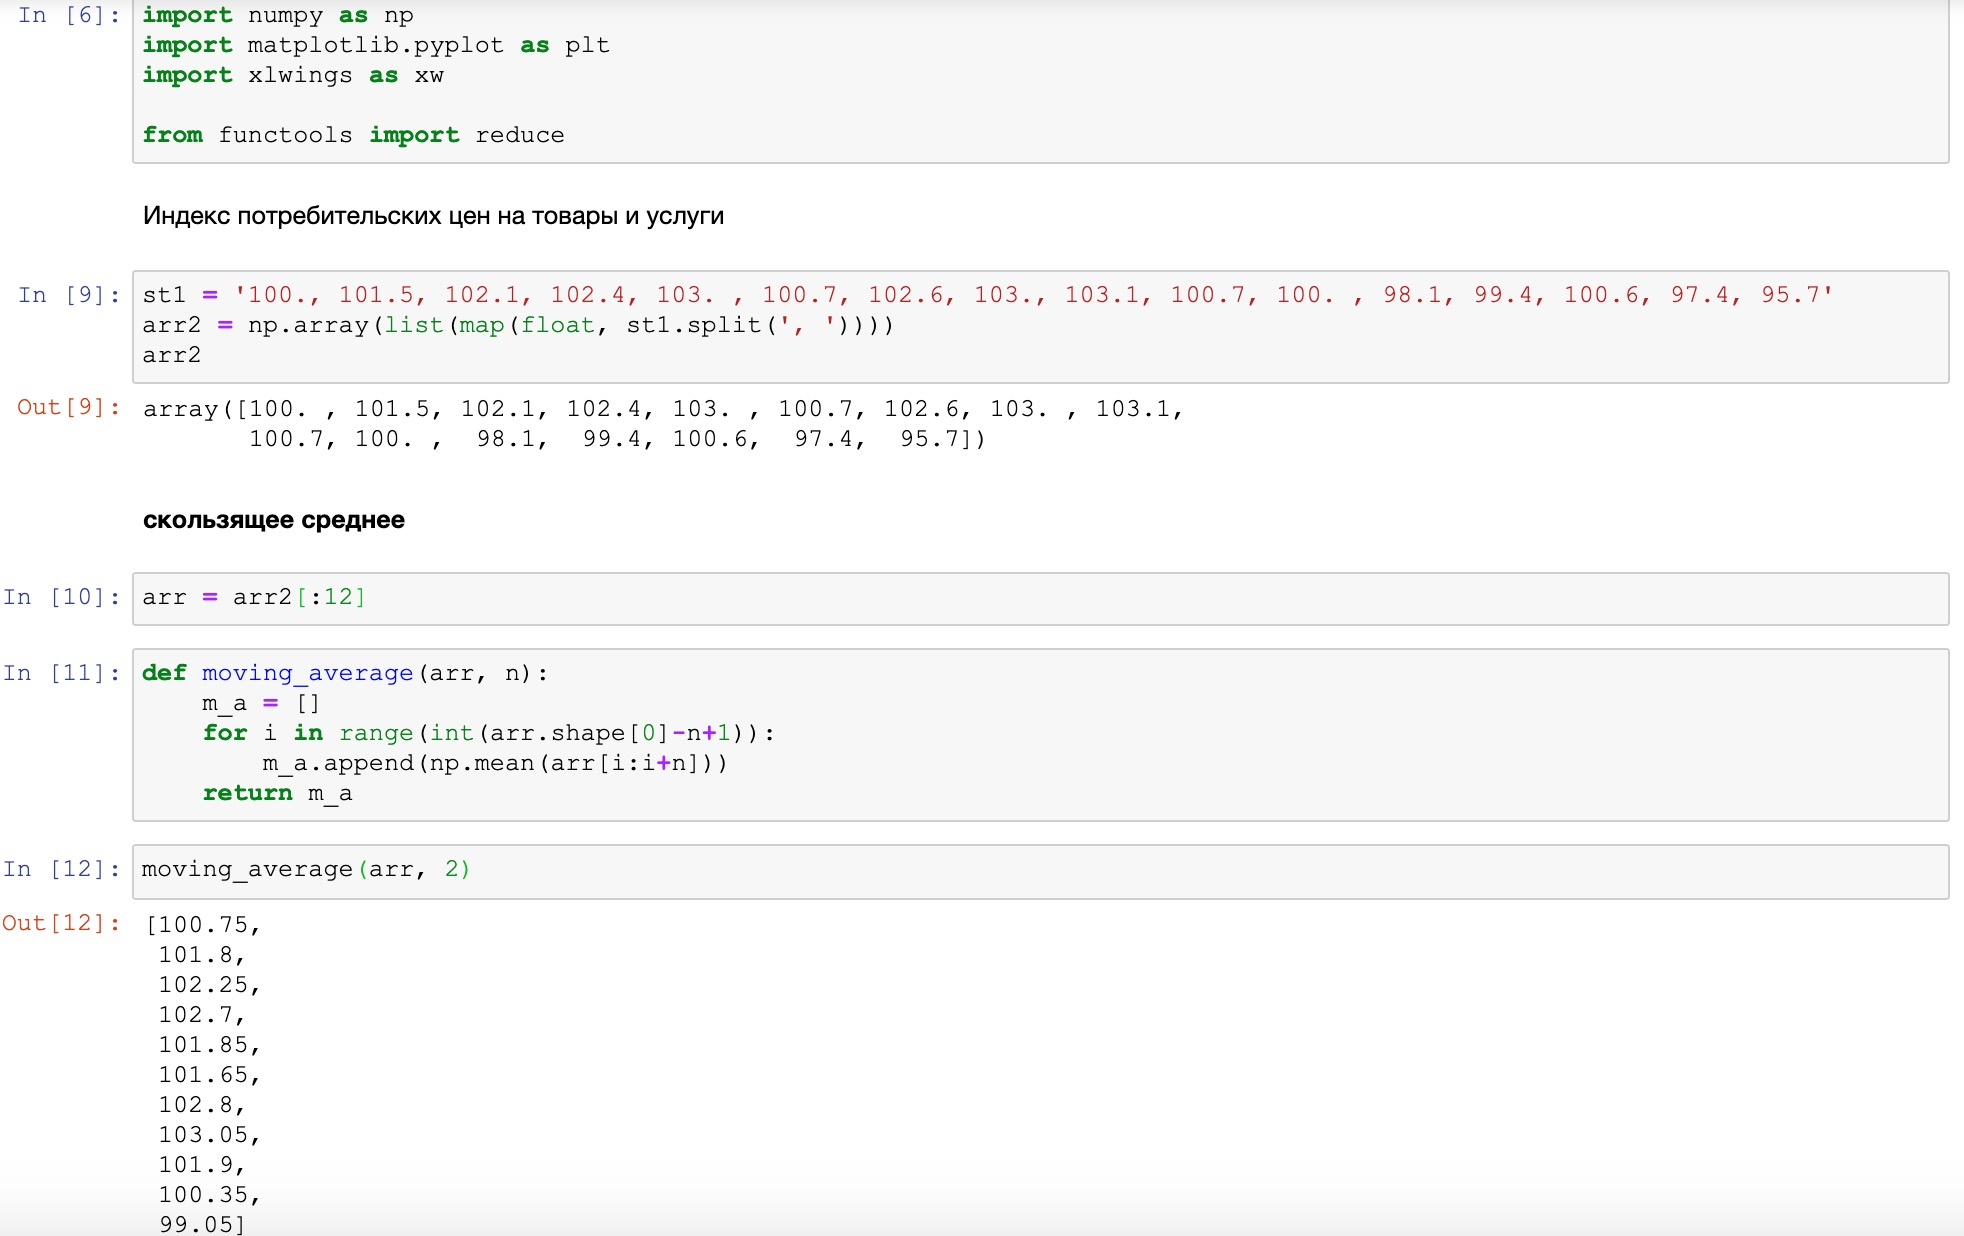 In [6]: import numpy as np
import matplotlib.pyplot as plt
import xlwings as xw
from functools import reduce
Индекс потребительских цен на товары и услуги
In [9]: st1 = '100., 101.5, 102.1, 102.4, 103. , 100.7, 102.6, 103., 103.1, 100.7, 100. , 98.1, 99.4, 100.6, 97.4, 95.7'
arr2 = np.array(list(map(float, st1.split(', '))))
arr2
Out[9]: array([100. , 101.5, 102.1, 102.4, 103. , 100.7, 102.6, 103. , 103.1,
100.7, 100. , 98.1, 99.4, 100.6, 97.4, 95.7])
скользящее среднее
In [10]: arr = arr2[:12]
In [11]: def moving_average(arr, n):
m_a = []
for i in range(int(arr.shape[0]-n+1)):
m_a.append(np.mean(arr[i:i+n]))
return m_a
In [12]: moving_average(arr, 2)
Out[12]: [100.75,
101.8,
102.25,
102.7,
101.85,
101.65,
102.8,
103.05,
101.9,
100.35,
99.05]